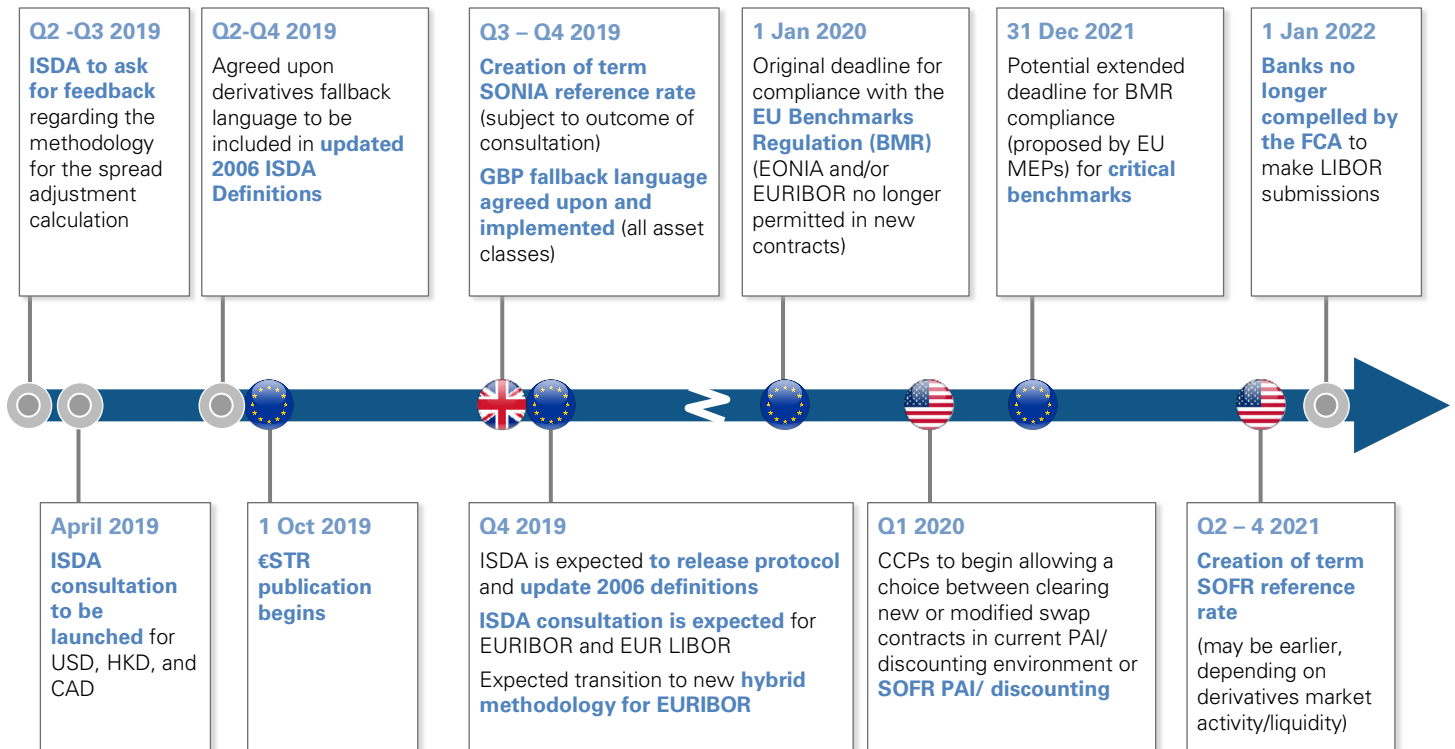 Q2 -Q3 2019
ISDA to ask
for feedback
regarding the
methodology
for the spread
adjustment
calculation
Q2-Q4 2019
Agreed upon
derivatives fallback
language to be
included in updated
2006 ISDA
Definitions
Q3 – Q4 2019
Creation of term
SONIA reference rate
(subject to outcome of
consultation)
GBP fallback language
agreed upon and
implemented (all asset
classes)
1 Jan 2020
Original deadline for
compliance with the
EU Benchmarks
Regulation (BMR)
(EONIA and/or
EURIBOR no longer
permitted in new
contracts)
31 Dec 2021
Potential extended
deadline for BMR
compliance
(proposed by EU
MEPs) for critical
benchmarks
1 Jan 2022
Banks no
longer
compelled by
the FCA to
make LIBOR
submissions
April 2019
ISDA
consultation
to be
launched for
USD, HKD, and
CAD
1 Oct 2019
€STR
publication
begins
Q4 2019
ISDA is expected to release protocol
and update 2006 definitions
ISDA consultation is expected for
EURIBOR and EUR LIBOR
Expected transition to new hybrid
methodology for EURIBOR
Q1 2020
CCPs to begin allowing a
choice between clearing
new or modified swap
contracts in current PAI/
discounting environment or
SOFR PAI/ discounting
Q2 – 4 2021
Creation of term
SOFR reference
rate
(may be earlier,
depending on
derivatives market
activity/liquidity)